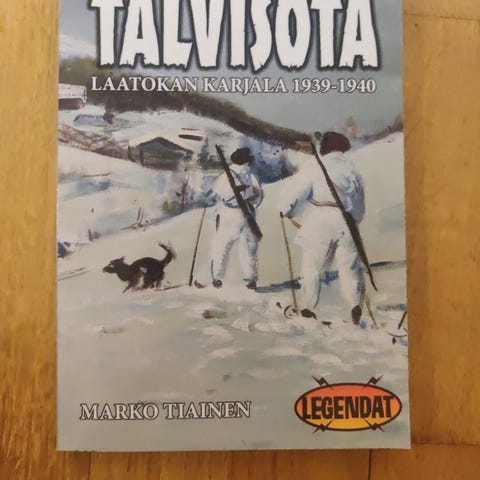 TALVISOTA
LAATOKAN KARJALA 1939-1940
MARKO TIAINEN
LEGENDAT